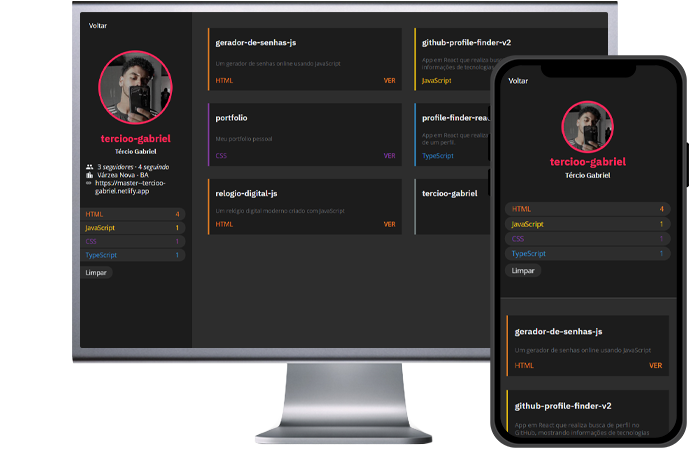 Voltar
tercioo-gabriel
Tércio Gabriel
3 seguidores · 4 seguindo
Várzea Nova - BA
https://master--tercioo-
gabriel.netlify.app
HTML 4
JavaScript 1
CSS 1
TypeScript 1
Limpar
gerador-de-senhas-js
Um gerador de senhas online usando JavaScript
HTML VER
github-profile-finder-v2
App em React que realiza bus
informações de tecnologias
JavaScript
portfolio
Meu portfolio pessoal
CSS VER
profile-finder-rea
App em React que realiza
de um perfil.
TypeScript
relogio-digital-js
Um relógio digital moderno criado com JavaScript
HTML VER
tercioo-gabriel
Voltar
tercioo-gabriel
Tércio Gabriel
HTML 4
JavaScript 1
CSS 1
TypeScript 1
Limpar
gerador-de-senhas-js
Um gerador de senhas online usando JavaScript
HTML VER
github-profile-finder-v2
App em React que realiza busca de perfil no
GitHub, mostrando informações de tecnologias